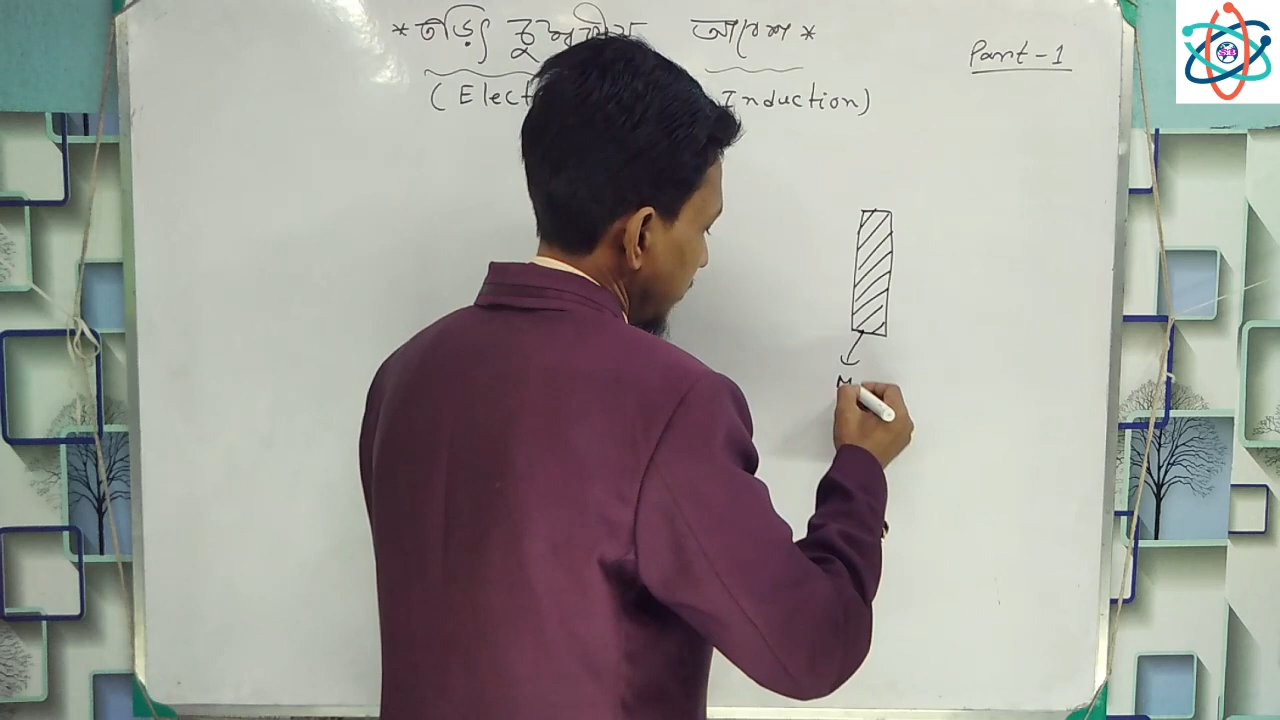 * তড়িৎ চুম্বকীয় আবেশ *
Part-1
(Elect Induction)
M